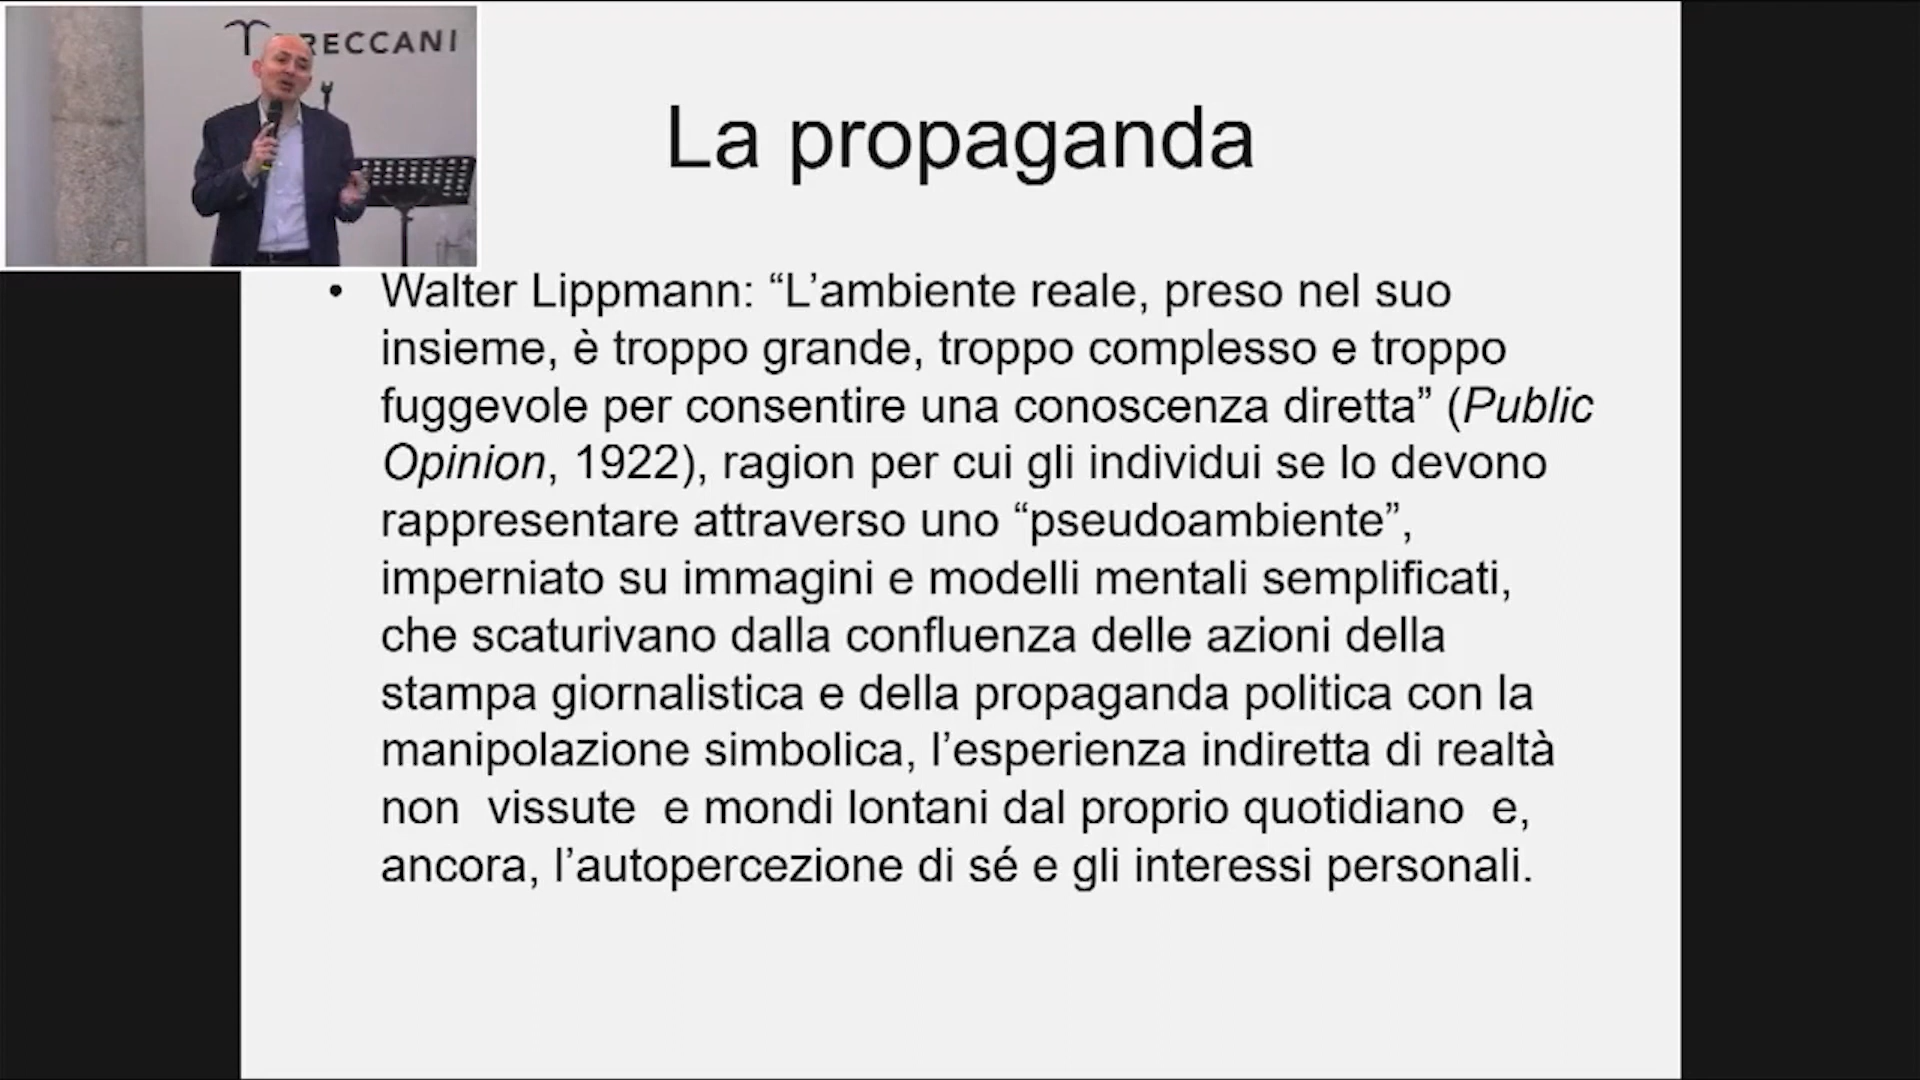 TRECCANI
La propaganda
• Walter Lippmann: “L’ambiente reale, preso nel suo
insieme, è troppo grande, troppo complesso e troppo
fuggevole per consentire una conoscenza diretta” (Public
Opinion, 1922), ragion per cui gli individui se lo devono
rappresentare attraverso uno “pseudoambiente”,
imperniato su immagini e modelli mentali semplificati,
che scaturivano dalla confluenza delle azioni della
stampa giornalistica e della propaganda politica con la
manipolazione simbolica, l’esperienza indiretta di realtà
non  vissute  e mondi lontani dal proprio quotidiano  e,
ancora, l’autopercezione di sé e gli interessi personali.